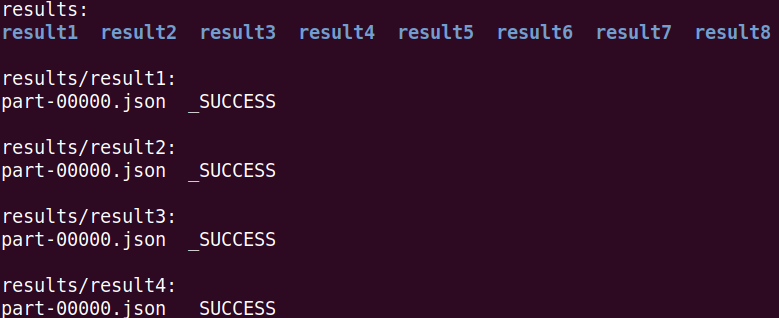 results:
result1  result2  result3  result4  result5  result6  result7  result8
results/result1:
part-00000.json  _SUCCESS
results/result2:
part-00000.json  _SUCCESS
results/result3:
part-00000.json  _SUCCESS
results/result4:
part-00000.json  SUCCESS